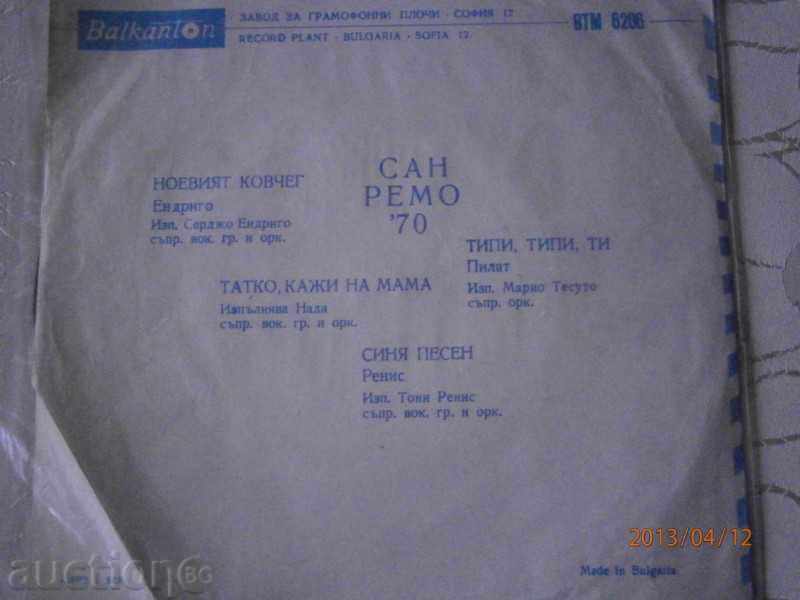 Balkanton
ЗАВОД ЗА ГРАМОФОННИ ПЛОЧИ - СОФИЯ 12
RECORD PLANT - BULGARIA - SOFIA 12
ВТМ 6206
САН
РЕМО
'70
НОЕВИЯТ КОВЧЕГ
Ендриго
Изп. Серджо Ендриго
съпр. вок. гр. и орк.
ТИПИ, ТИПИ, ТИ
Пилат
Изп. Марио Тесуто
съпр. орк.
ТАТКО, КАЖИ НА МАМА
Изпълнява Нада
съпр. вок. гр. и орк.
СИНЯ ПЕСЕН
Ренис
Изп. Тони Ренис
съпр. вок. гр. и орк.
2013/04/12
auction.BG
Made in Bulgaria